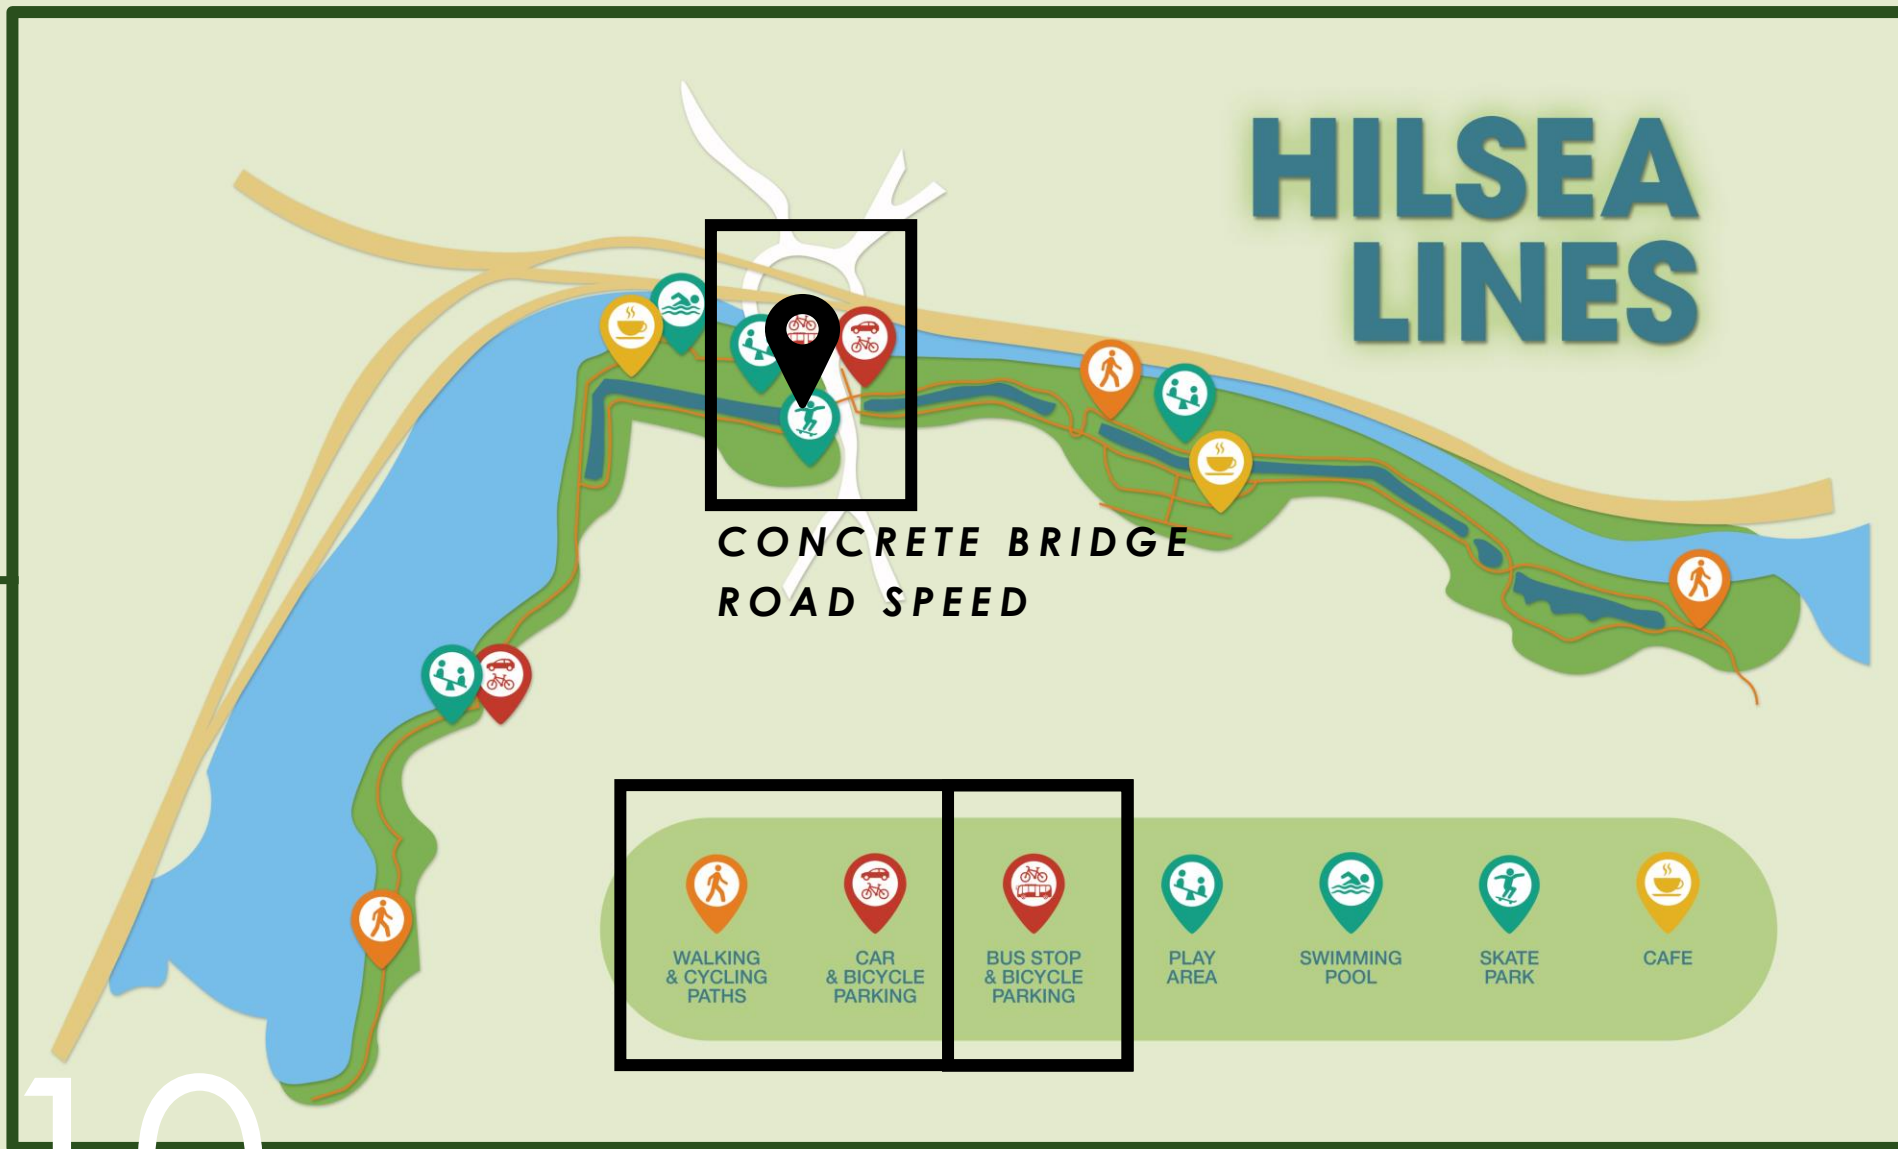 HILSEA
LINES
CONCRETE BRIDGE
ROAD SPEED
WALKING
& CYCLING
PATHS
CAR
& BICYCLE
PARKING
BUS STOP
& BICYCLE
PARKING
PLAY
AREA
SWIMMING
POOL
SKATE
PARK
CAFE
10